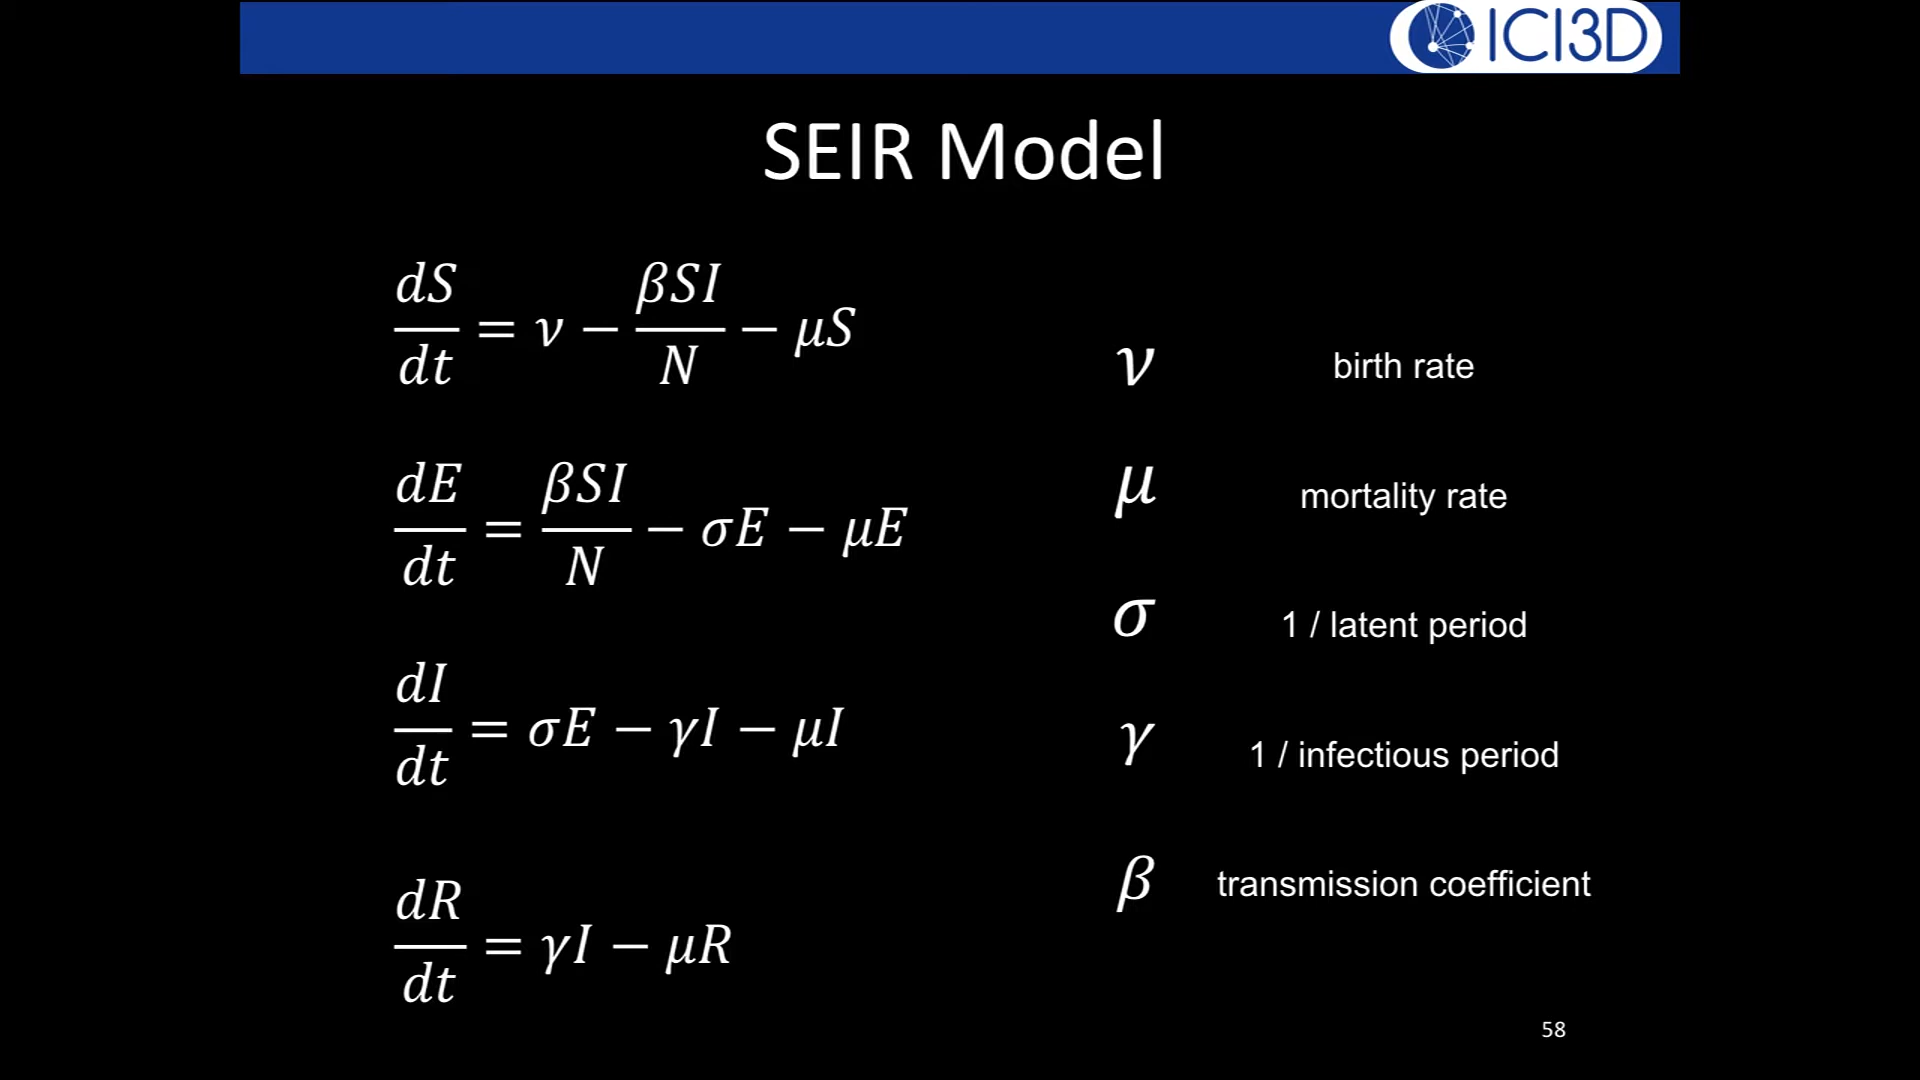 ICI3D
SEIR Model
dS/dt = ν − βSI/N − μS
dE/dt = βSI/N − σE − μE
dI/dt = σE − γI − μI
dR/dt = γI − μR
ν birth rate
μ mortality rate
σ 1 / latent period
γ 1 / infectious period
β transmission coefficient
58